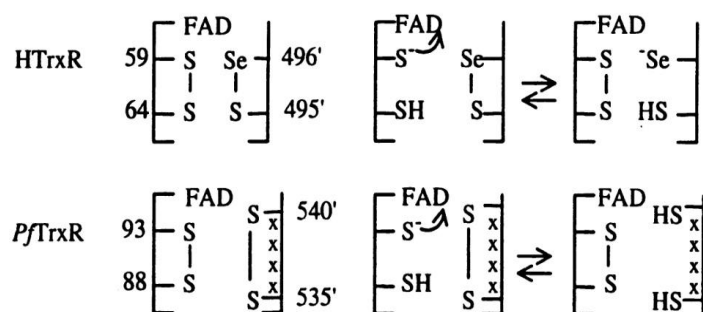 FAD FAD FAD
HTrxR 59 S Se 496' S⁻ Se S ⁻Se
64 S S 495' SH S S HS
FAD S 540' FAD S FAD HS
PfTrxR 93 S x S⁻ x S x
x x x
x x x
88 S x SH x S x
S 535' S HS